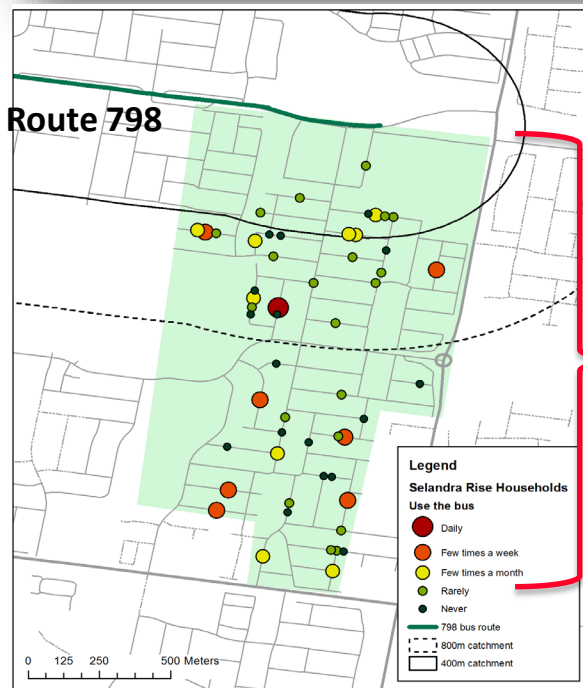 Route 798
Legend
Selandra Rise Households
Use the bus
Daily
Few times a week
Few times a month
Rarely
Never
798 bus route
800m catchment
400m catchment
0 125 250 500 Meters